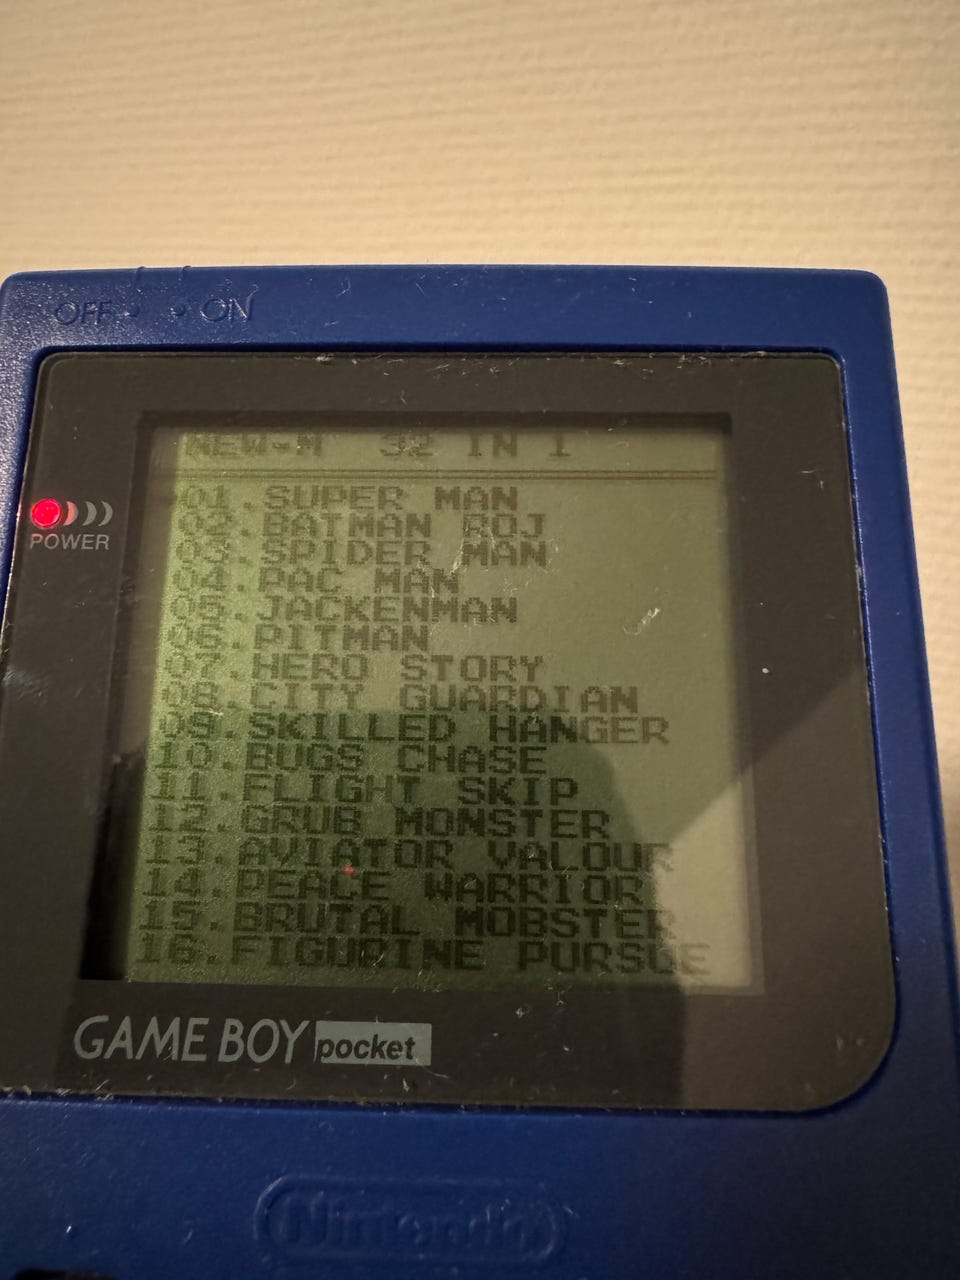 OFF ON
NEW-M 32 IN 1
POWER
01.SUPER MAN
02.BATMAN ROJ
03.SPIDER MAN
04.PAC MAN
05.JACKENMAN
06.PITMAN
07.HERO STORY
08.CITY GUARDIAN
09.SKILLED HANGER
10.BUGS CHASE
11.FLIGHT SKIP
12.GRUB MONSTER
13.AVIATOR VALOUR
14.PEACE WARRIOR
15.BRUTAL MOBSTER
16.FIGURINE PURSUE
GAME BOY pocket
Nintendo